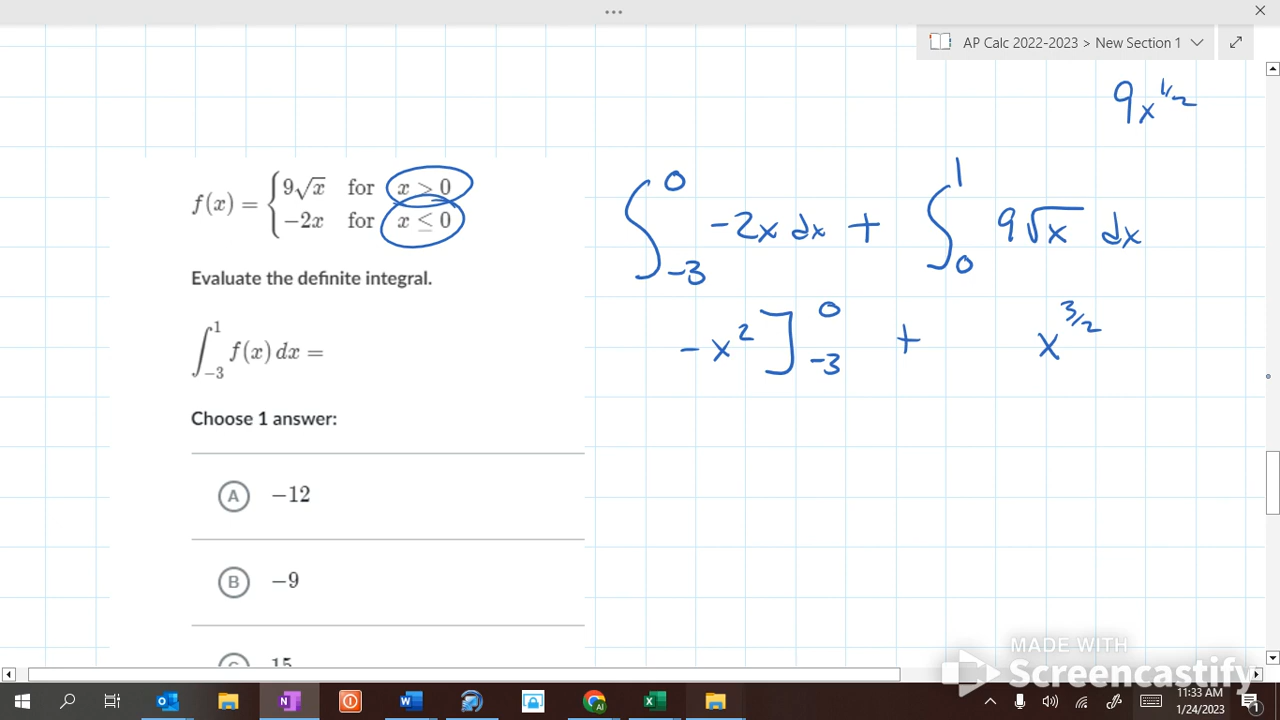 AP Calc 2022-2023 > New Section 1
9x^{1/2}
f(x) = { 9√x for x > 0
−2x for x ≤ 0
∫_{-3}^{0} -2x dx + ∫_{0}^{1} 9√x dx
Evaluate the definite integral.
-x² ]_{-3}^{0} + x^{3/2}
∫_{−3}^{1} f(x) dx =
Choose 1 answer:
A −12
B −9
C 15
MADE WITH
Screencastify
11:33 AM
1/24/2023